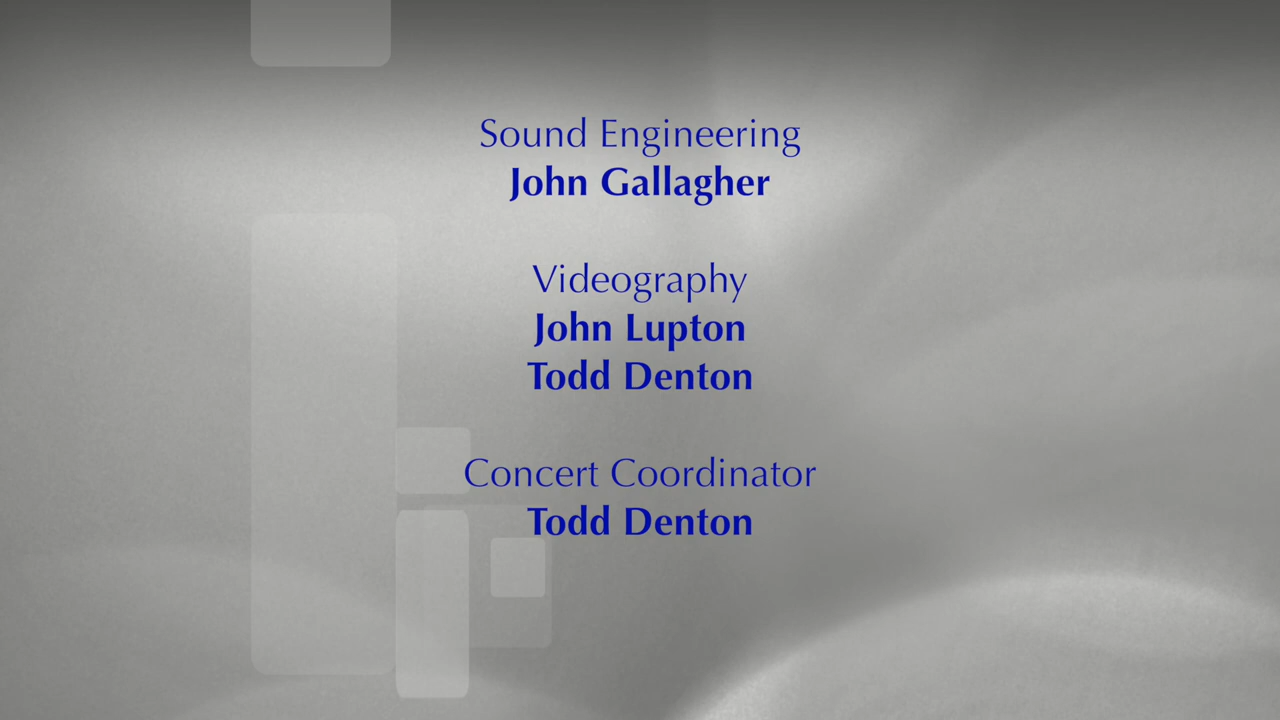 Sound Engineering
John Gallagher
Videography
John Lupton
Todd Denton
Concert Coordinator
Todd Denton